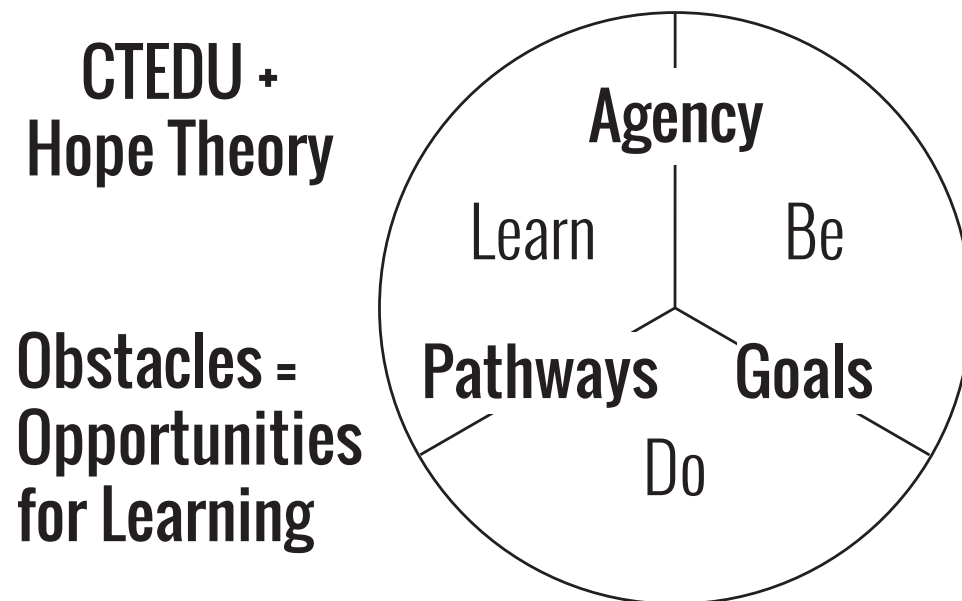 CTEDU +
Hope Theory
Obstacles =
Opportunities
for Learning
Agency
Learn
Be
Pathways
Goals
Do